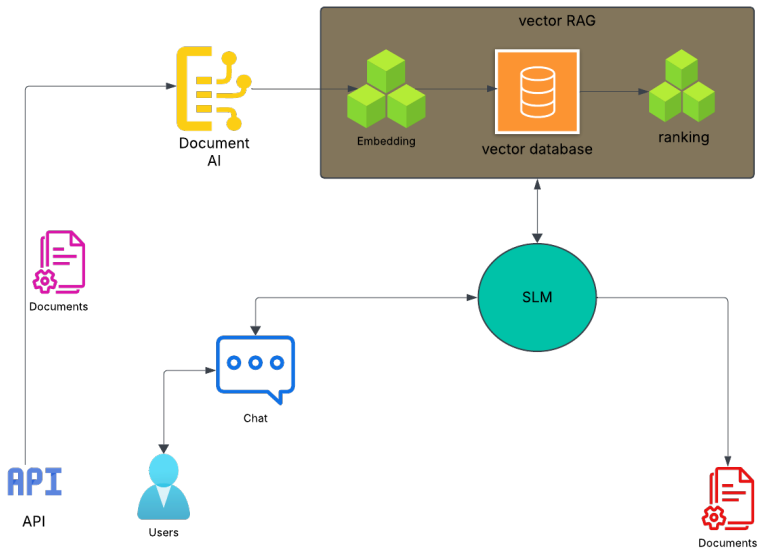 vector RAG
Document
AI
Embedding
vector database
ranking
Documents
SLM
Chat
API
API
Users
Documents